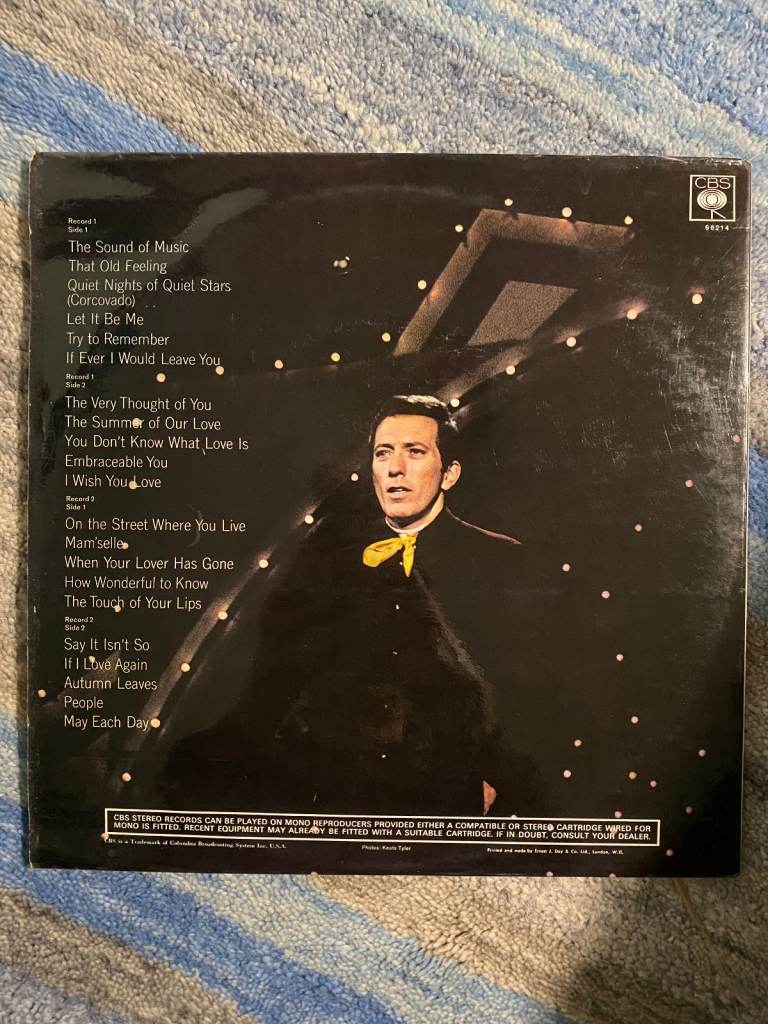 CBS
66214
Record 1
Side 1
The Sound of Music
That Old Feeling
Quiet Nights of Quiet Stars
(Corcovado)
Let It Be Me
Try to Remember
If Ever I Would Leave You
Record 1
Side 2
The Very Thought of You
The Summer of Our Love
You Don't Know What Love Is
Embraceable You
I Wish You Love
Record 2
Side 1
On the Street Where You Live
Mam'selle
When Your Lover Has Gone
How Wonderful to Know
The Touch of Your Lips
Record 2
Side 2
Say It Isn't So
If I Love Again
Autumn Leaves
People
May Each Day
CBS STEREO RECORDS CAN BE PLAYED ON MONO REPRODUCERS PROVIDED EITHER A COMPATIBLE OR STEREO CARTRIDGE WIRED FOR
MONO IS FITTED. RECENT EQUIPMENT MAY ALREADY BE FITTED WITH A SUITABLE CARTRIDGE. IF IN DOUBT, CONSULT YOUR DEALER.
CBS is a Trademark of Columbia Broadcasting System Inc. U.S.A.
Photos: Keats Tyler
Printed and made by Ernest J. Day & Co. Ltd., London, W.C.